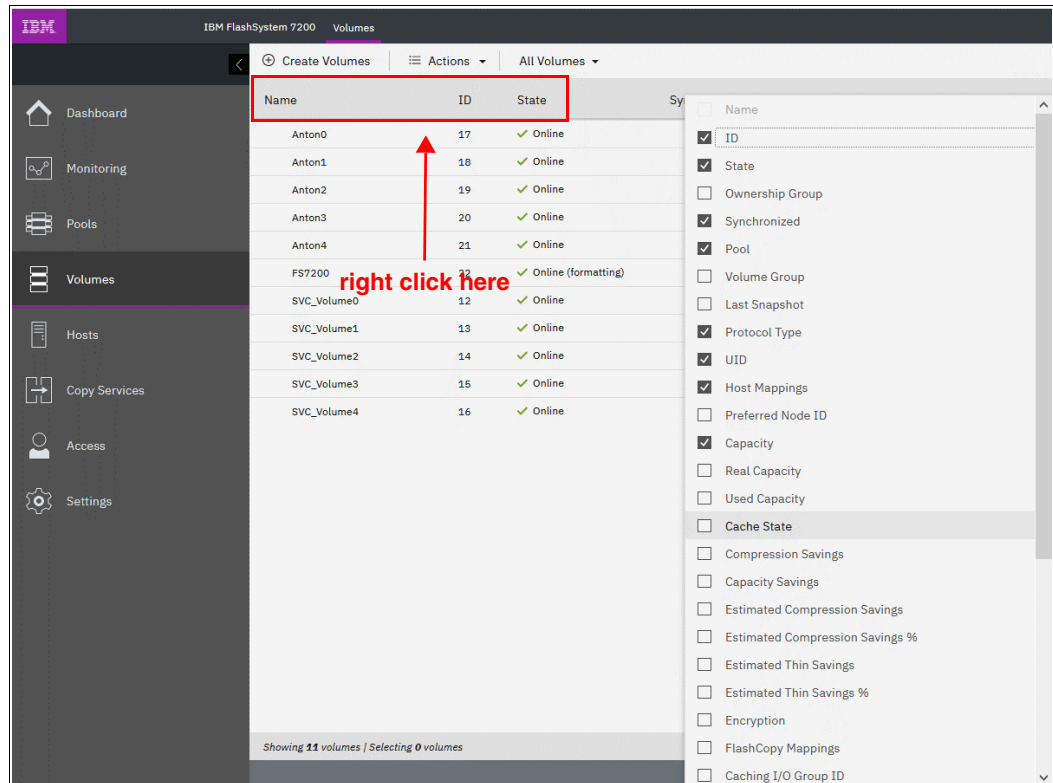 IBM
IBM FlashSystem 7200 Volumes
Create Volumes Actions All Volumes
Name ID State
Dashboard
Monitoring
Pools
Volumes
Hosts
Copy Services
Access
Settings
Anton0 17 Online
Anton1 18 Online
Anton2 19 Online
Anton3 20 Online
Anton4 21 Online
FS7200 22 Online (formatting)
right click here
SVC_Volume0 12 Online
SVC_Volume1 13 Online
SVC_Volume2 14 Online
SVC_Volume3 15 Online
SVC_Volume4 16 Online
Showing 11 volumes | Selecting 0 volumes
Name
ID
State
Ownership Group
Synchronized
Pool
Volume Group
Last Snapshot
Protocol Type
UID
Host Mappings
Preferred Node ID
Capacity
Real Capacity
Used Capacity
Cache State
Compression Savings
Capacity Savings
Estimated Compression Savings
Estimated Compression Savings %
Estimated Thin Savings
Estimated Thin Savings %
Encryption
FlashCopy Mappings
Caching I/O Group ID